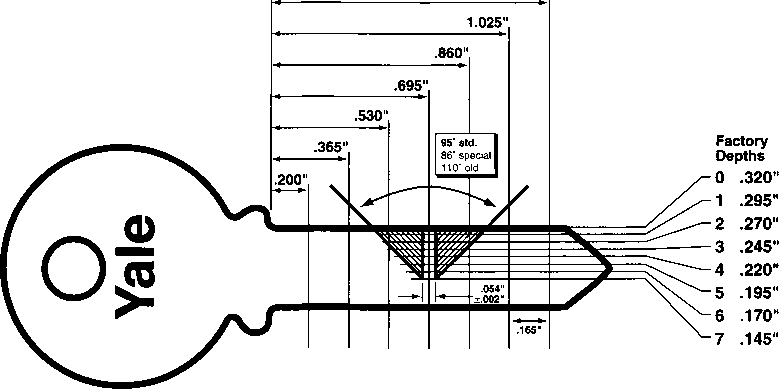 1.025"
.860"
.695"
.530"
.365"
.200"
95° std.
86° special
110° old
Yale
.054"
±.002"
.165"
Factory
Depths
0 .320"
1 .295"
2 .270"
3 .245"
4 .220"
5 .195"
6 .170"
7 .145"